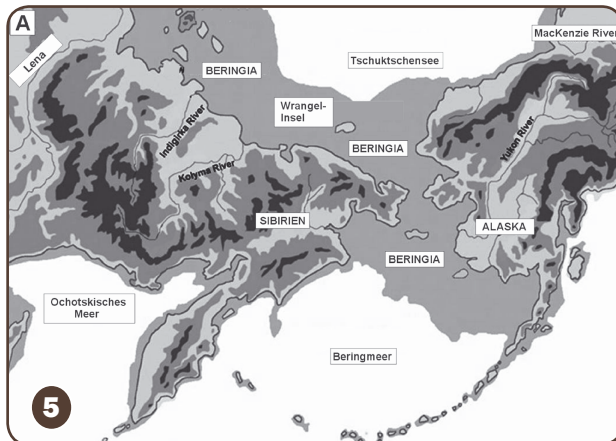 A
MacKenzie River
Lena
BERINGIA
Tschuktschensee
Wrangel-
Insel
Indigirka River
BERINGIA
Yukon River
Kolyma River
SIBIRIEN
ALASKA
BERINGIA
Ochotskisches
Meer
Beringmeer
5